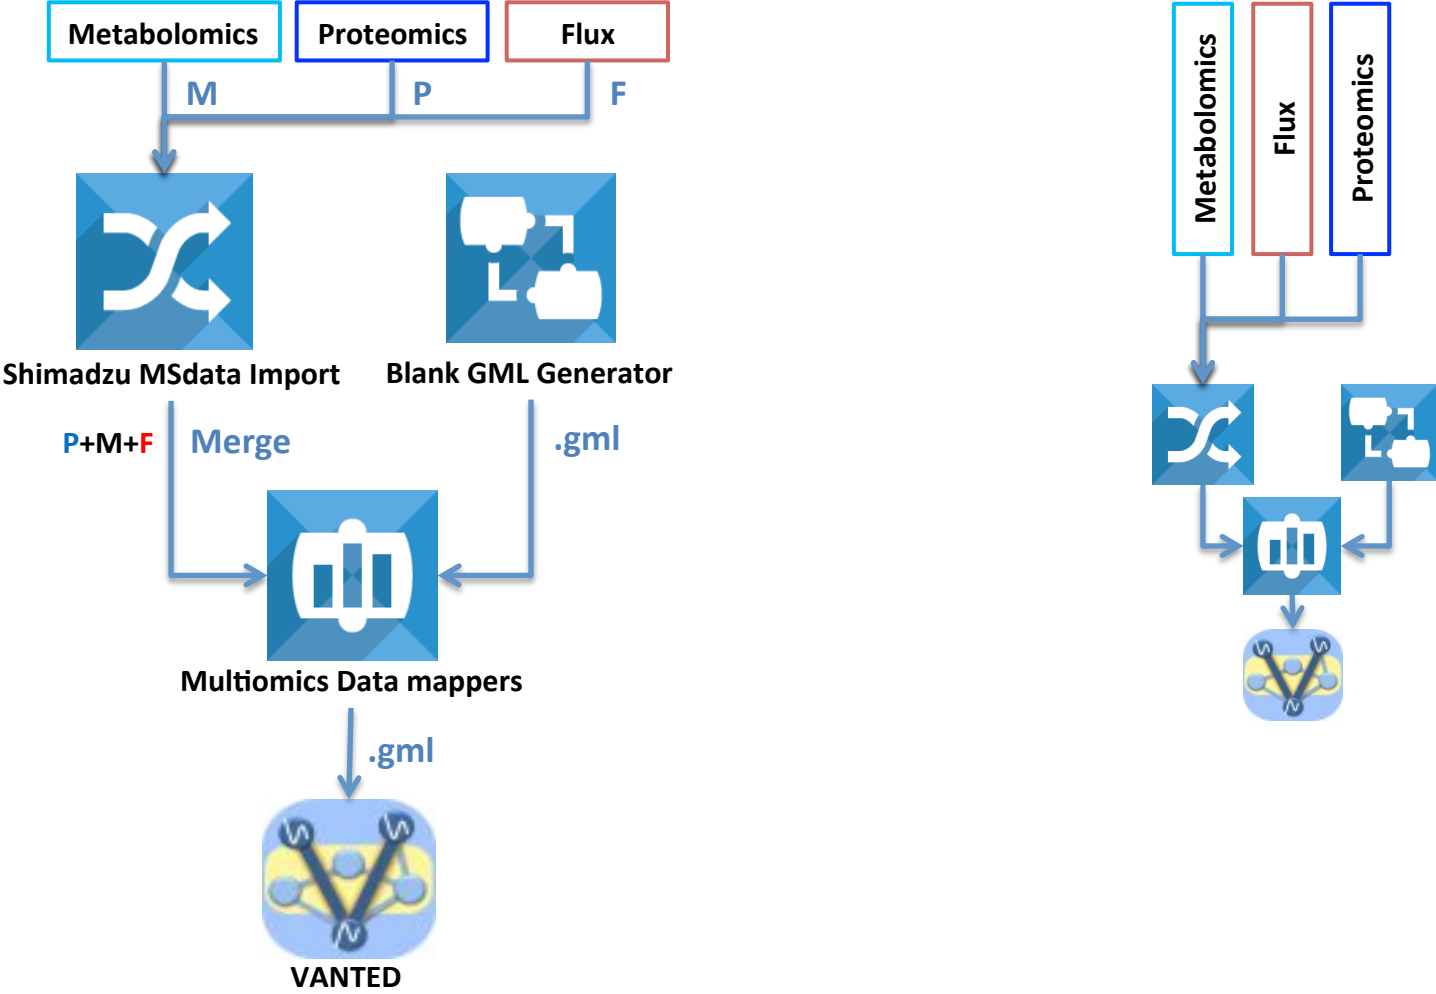 Metabolomics
Proteomics
Flux
M
P
F
Shimadzu MSdata Import
Blank GML Generator
P+M+F
Merge
.gml
Multiomics Data mappers
.gml
VANTED
Metabolomics
Flux
Proteomics